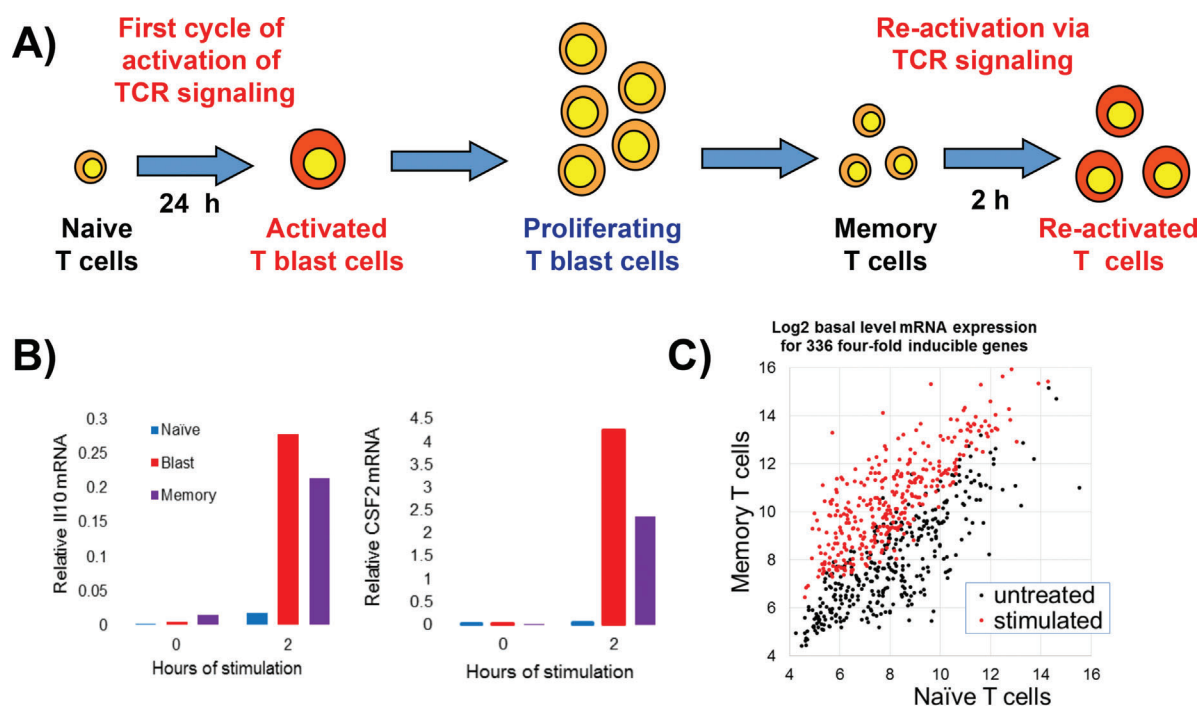 A)
First cycle of
activation of
TCR signaling
Re-activation via
TCR signaling
24 h
2 h
Naive
T cells
Activated
T blast cells
Proliferating
T blast cells
Memory
T cells
Re-activated
T cells
B)
Relative Il10 mRNA
0.3
0.25
0.2
0.15
0.1
0.05
0
Naïve
Blast
Memory
0
2
Hours of stimulation
Relative CSF2 mRNA
4.5
4
3.5
3
2.5
2
1.5
1
0.5
0
0
2
Hours of stimulation
C)
Log2 basal level mRNA expression
for 336 four-fold inducible genes
Memory T cells
16
14
12
10
8
6
4
untreated
stimulated
4
6
8
10
12
14
16
Naïve T cells